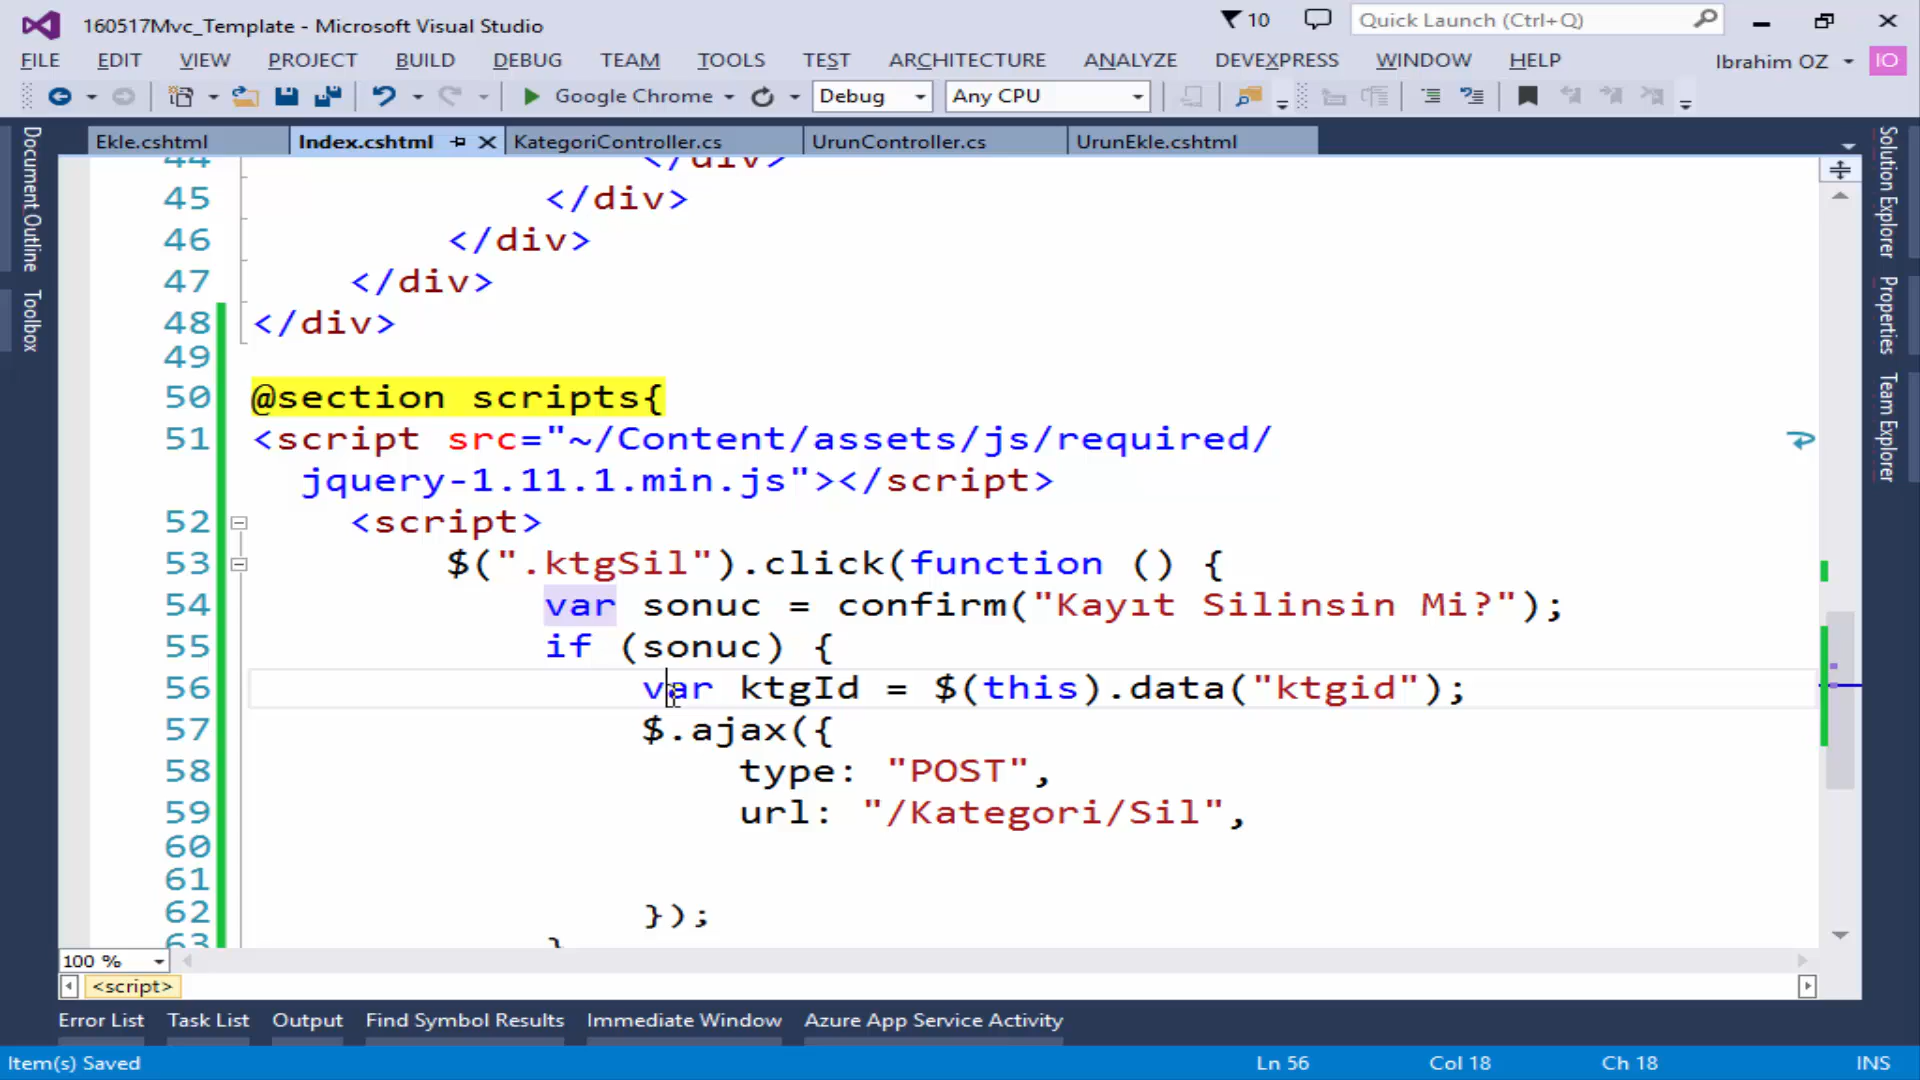 160517Mvc_Template - Microsoft Visual Studio
10
Quick Launch (Ctrl+Q)
FILE EDIT VIEW PROJECT BUILD DEBUG TEAM TOOLS TEST ARCHITECTURE ANALYZE DEVEXPRESS WINDOW HELP
Ibrahim OZ
IO
Google Chrome
Debug
Any CPU
Ekle.cshtml
Index.cshtml
KategoriController.cs
UrunController.cs
UrunEkle.cshtml
Document Outline
Toolbox
44 </div>
45 </div>
46 </div>
47 </div>
48 </div>
49
50 @section scripts{
51 <script src="~/Content/assets/js/required/
jquery-1.11.1.min.js"></script>
52 <script>
53 $(".ktgSil").click(function () {
54 var sonuc = confirm("Kayıt Silinsin Mi?");
55 if (sonuc) {
56 var ktgId = $(this).data("ktgid");
57 $.ajax({
58 type: "POST",
59 url: "/Kategori/Sil",
60
61
62 });
63 }
Solution Explorer
Properties
Team Explorer
100 %
<script>
Error List Task List Output Find Symbol Results Immediate Window Azure App Service Activity
Item(s) Saved
Ln 56
Col 18
Ch 18
INS